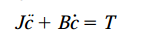 Jc̈ + Bċ = T